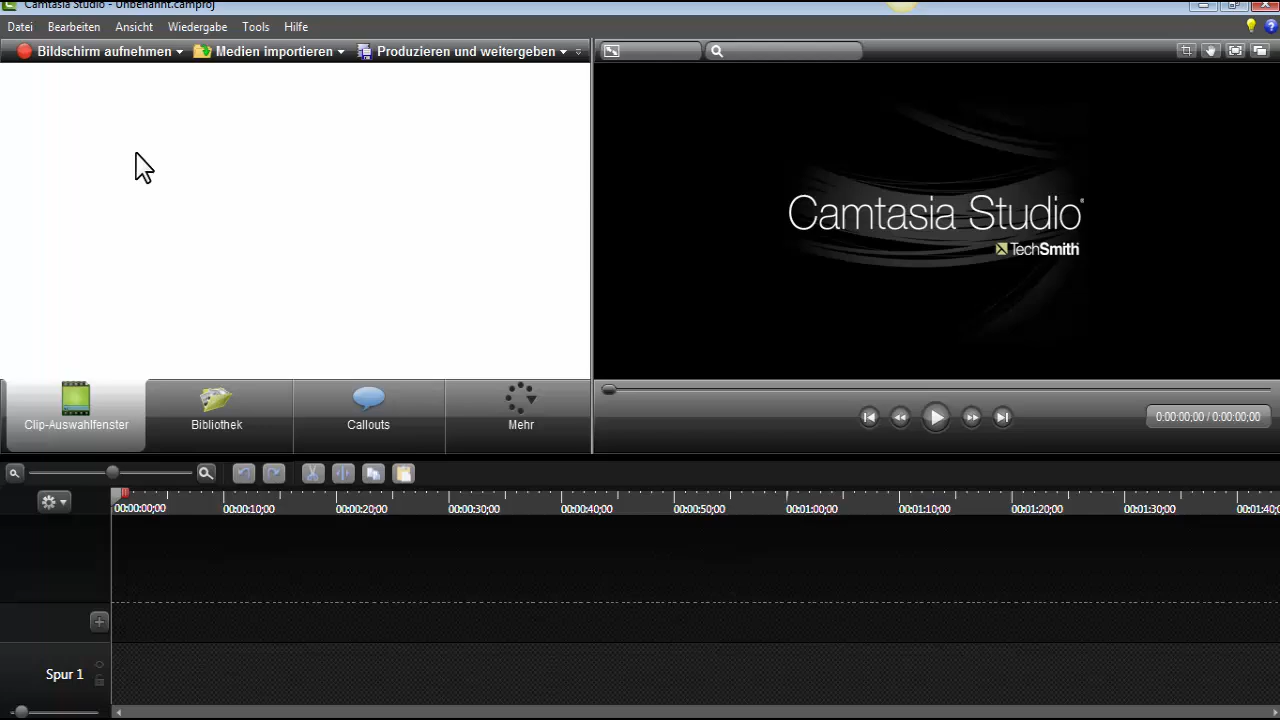 Camtasia Studio - Unbenannt.camproj
Datei Bearbeiten Ansicht Wiedergabe Tools Hilfe
Bildschirm aufnehmen Medien importieren Produzieren und weitergeben
Camtasia Studio
TechSmith
Clip-Auswahlfenster Bibliothek Callouts Mehr
0:00:00;00 / 0:00:00;00
00:00:00;00 00:00:10;00 00:00:20;00 00:00:30;00 00:00:40;00 00:00:50;00 00:01:00;00 00:01:10;00 00:01:20;00 00:01:30;00 00:01:40;
Spur 1